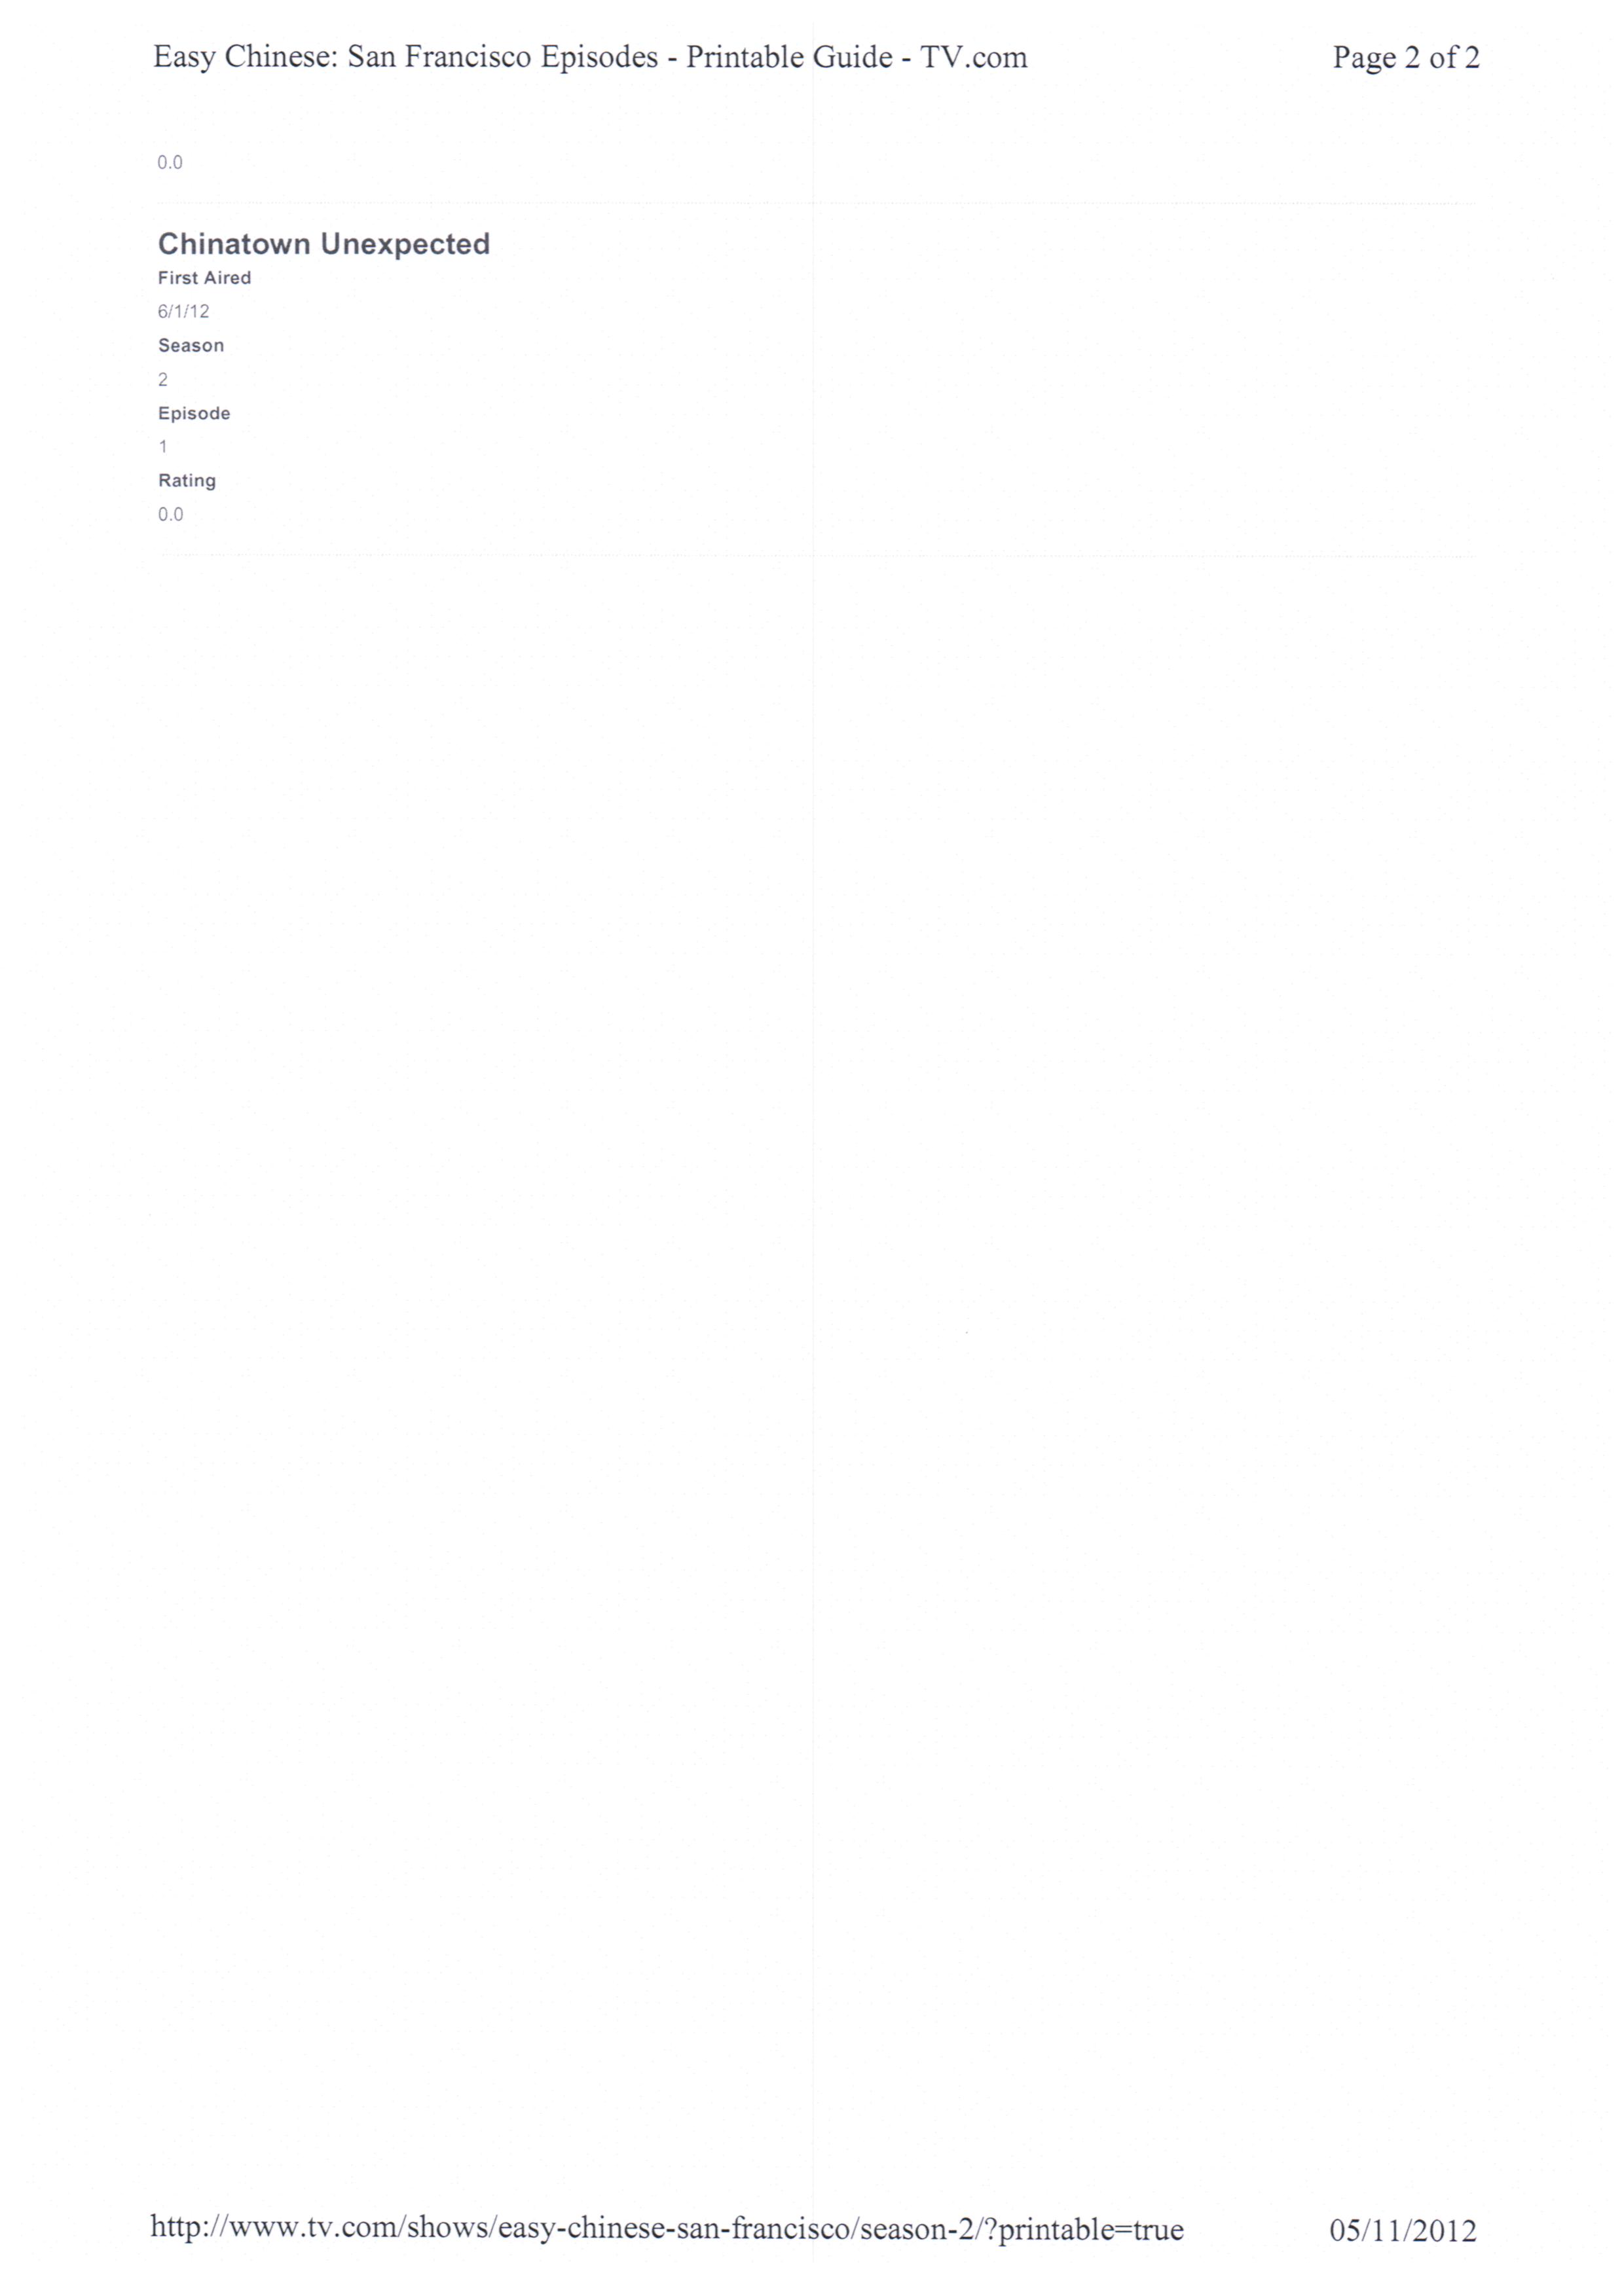 Easy Chinese: San Francisco Episodes - Printable Guide - TV.com Page 2 of 2
0.0
Chinatown Unexpected
First Aired
6/1/12
Season
2
Episode
1
Rating
0.0
http://www.tv.com/shows/easy-chinese-san-francisco/season-2/?printable=true 05/11/2012